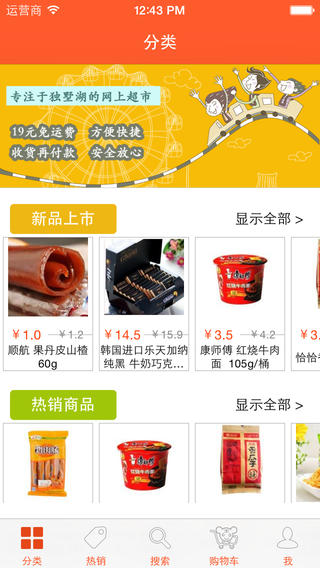 运营商 12:43 PM
分类
专注于独墅湖的网上超市
19元免运费 方便快捷
收货再付款 安全放心
新品上市 显示全部 >
¥1.0 ¥1.2 ¥14.5 ¥15.9 ¥3.5 ¥4.2
顺航 果丹皮山楂 60g
韩国进口乐天加纳纯黑 牛奶巧克...
康师傅 红烧牛肉面 105g/桶
恰恰
热销商品 显示全部 >
分类 热销 搜索 购物车 我